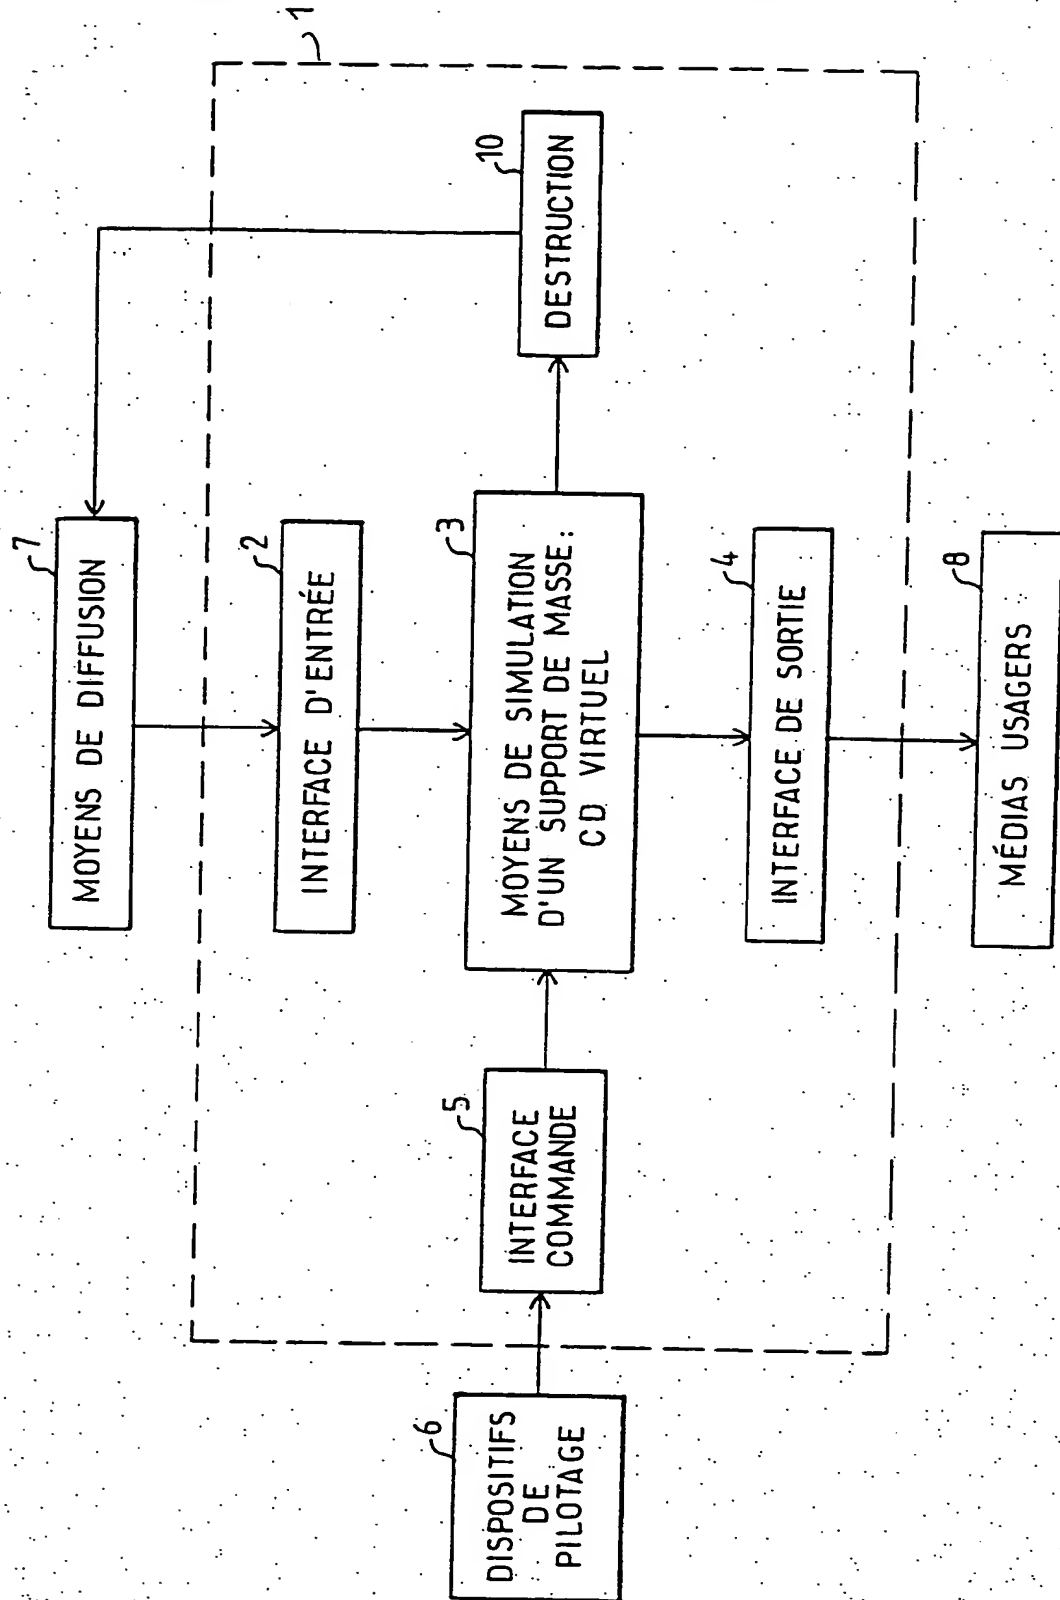 1
7
MOYENS DE DIFFUSION
2
INTERFACE D'ENTRÉE
3
MOYENS DE SIMULATION
D'UN SUPPORT DE MASSE:
CD VIRTUEL
10
DESTRUCTION
5
INTERFACE
COMMANDE
6
DISPOSITIFS
DE
PILOTAGE
4
INTERFACE DE SORTIE
8
MÉDIAS USAGERS